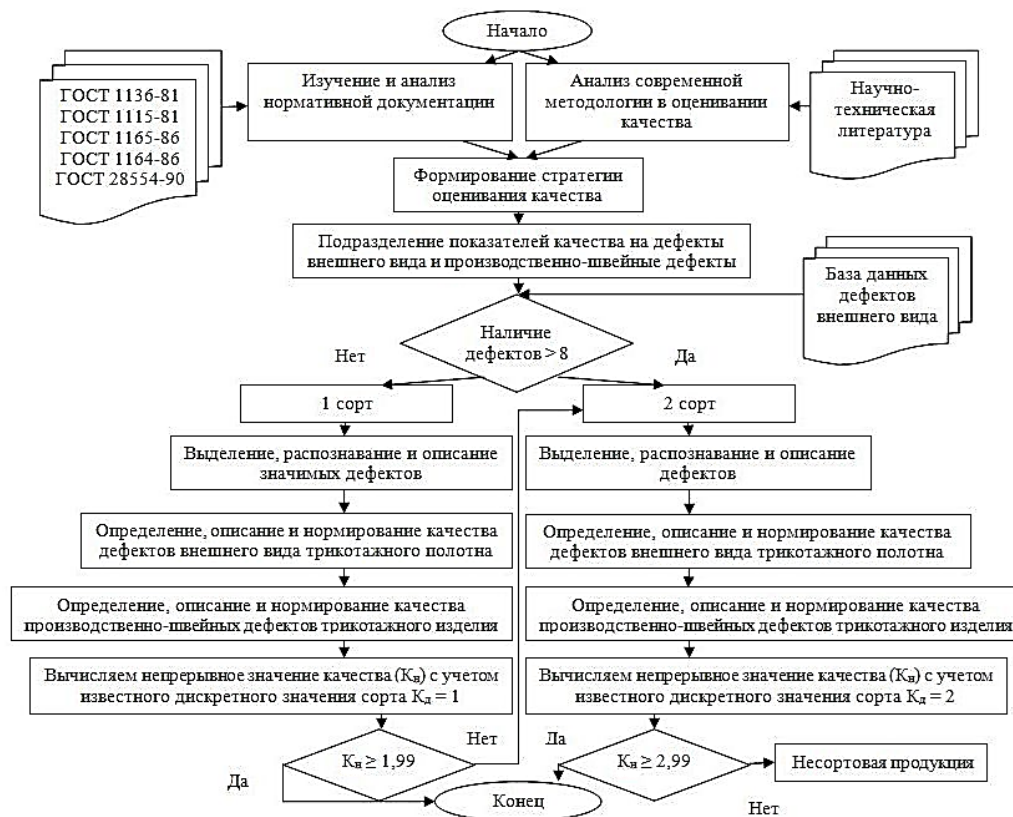 Начало
ГОСТ 1136-81
ГОСТ 1115-81
ГОСТ 1165-86
ГОСТ 1164-86
ГОСТ 28554-90
Изучение и анализ
нормативной документации
Анализ современной
методологии в оценивании
качества
Научно-
техническая
литература
Формирование стратегии
оценивания качества
Подразделение показателей качества на дефекты
внешнего вида и производственно-швейные дефекты
База данных
дефектов
внешнего вида
Наличие
дефектов > 8
Нет
Да
1 сорт
2 сорт
Выделение, распознавание и описание
значимых дефектов
Выделение, распознавание и описание
дефектов
Определение, описание и нормирование качества
дефектов внешнего вида трикотажного полотна
Определение, описание и нормирование качества
дефектов внешнего вида трикотажного полотна
Определение, описание и нормирование качества
производственно-швейных дефектов трикотажного изделия
Определение, описание и нормирование качества
производственно-швейных дефектов трикотажного изделия
Вычисляем непрерывное значение качества (Кн) с учетом
известного дискретного значения сорта Кд = 1
Вычисляем непрерывное значение качества (Кн) с учетом
известного дискретного значения сорта Кд = 2
Кн ≥ 1,99
Нет
Да
Да
Кн ≥ 2,99
Несортовая продукция
Нет
Конец